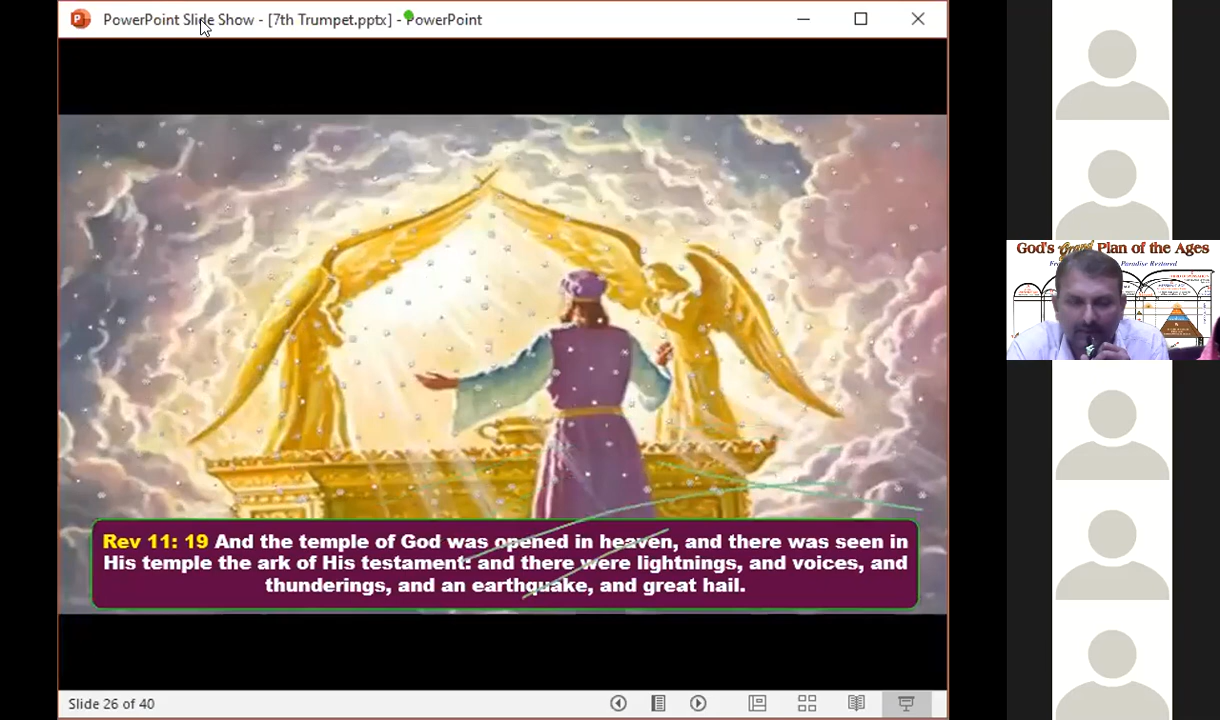 PowerPoint Slide Show - [7th Trumpet.pptx] - PowerPoint
God's Grand Plan of the Ages
Paradise Restored
Rev 11: 19 And the temple of God was opened in heaven, and there was seen in
His temple the ark of His testament: and there were lightnings, and voices, and
thunderings, and an earthquake, and great hail.
Slide 26 of 40